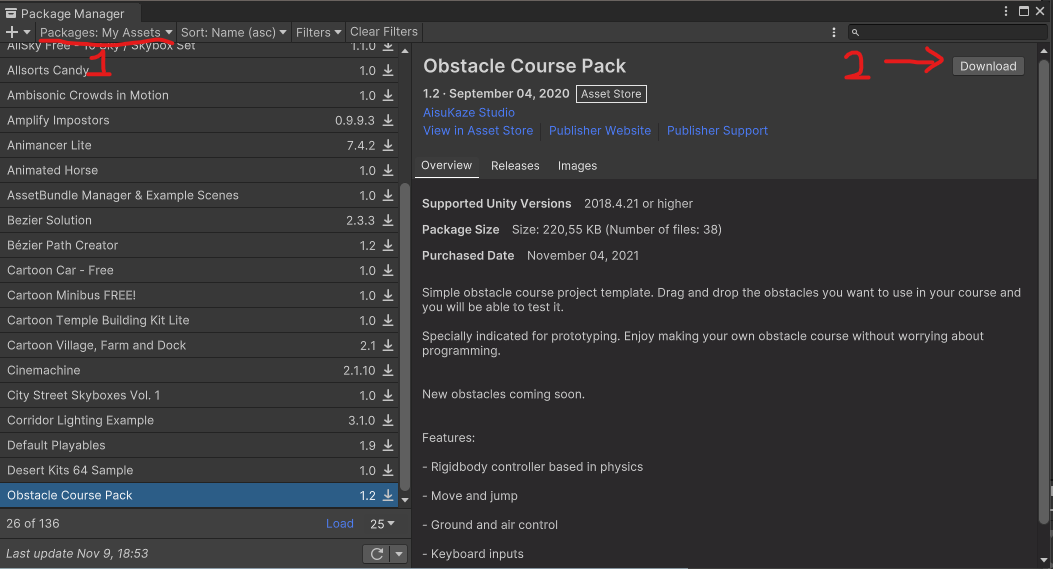 Package Manager
Packages: My Assets
Sort: Name (asc)
Filters
Clear Filters
AllSky Free - 10 Sky / Skybox Set 1.1.0
Allsorts Candy 1.0
Ambisonic Crowds in Motion 1.0
Amplify Impostors 0.9.9.3
Animancer Lite 7.4.2
Animated Horse 1.0
AssetBundle Manager & Example Scenes 1.0
Bezier Solution 2.3.3
Bézier Path Creator 1.2
Cartoon Car - Free 1.0
Cartoon Minibus FREE! 1.0
Cartoon Temple Building Kit Lite 1.0
Cartoon Village, Farm and Dock 2.1
Cinemachine 2.1.10
City Street Skyboxes Vol. 1 1.0
Corridor Lighting Example 3.1.0
Default Playables 1.9
Desert Kits 64 Sample 1.0
Obstacle Course Pack 1.2
26 of 136 Load 25
Last update Nov 9, 18:53
1
2
Obstacle Course Pack
Download
1.2 · September 04, 2020 Asset Store
AisuKaze Studio
View in Asset Store Publisher Website Publisher Support
Overview Releases Images
Supported Unity Versions 2018.4.21 or higher
Package Size Size: 220,55 KB (Number of files: 38)
Purchased Date November 04, 2021
Simple obstacle course project template. Drag and drop the obstacles you want to use in your course and
you will be able to test it.
Specially indicated for prototyping. Enjoy making your own obstacle course without worrying about
programming.
New obstacles coming soon.
Features:
- Rigidbody controller based in physics
- Move and jump
- Ground and air control
- Keyboard inputs